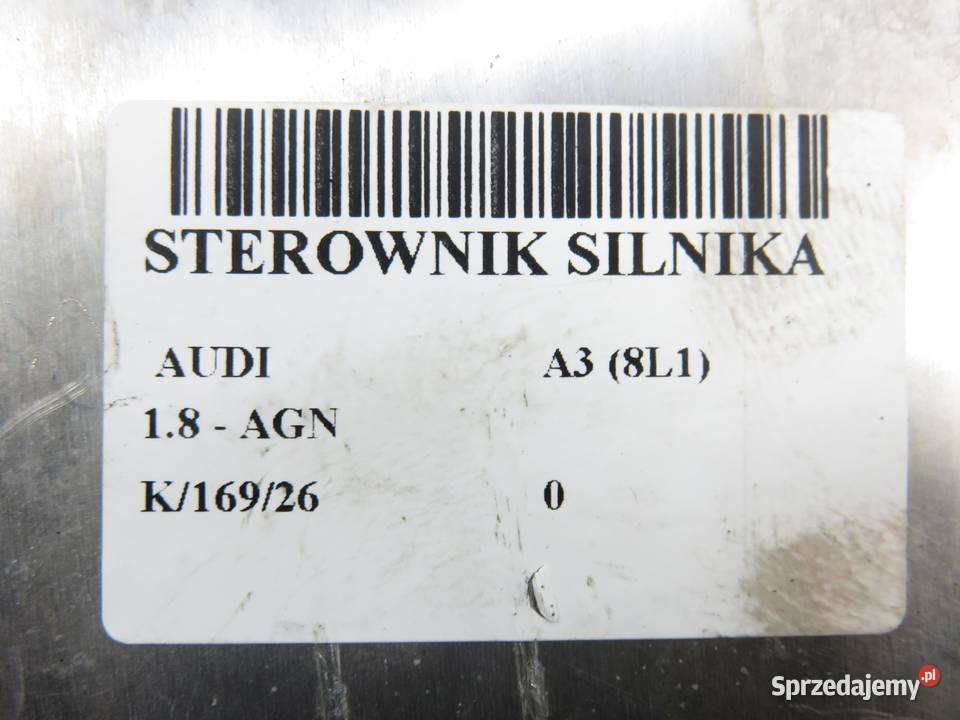 STEROWNIK SILNIKA
AUDI A3 (8L1)
1.8 - AGN
K/169/26 0
Sprzedajemy.pl